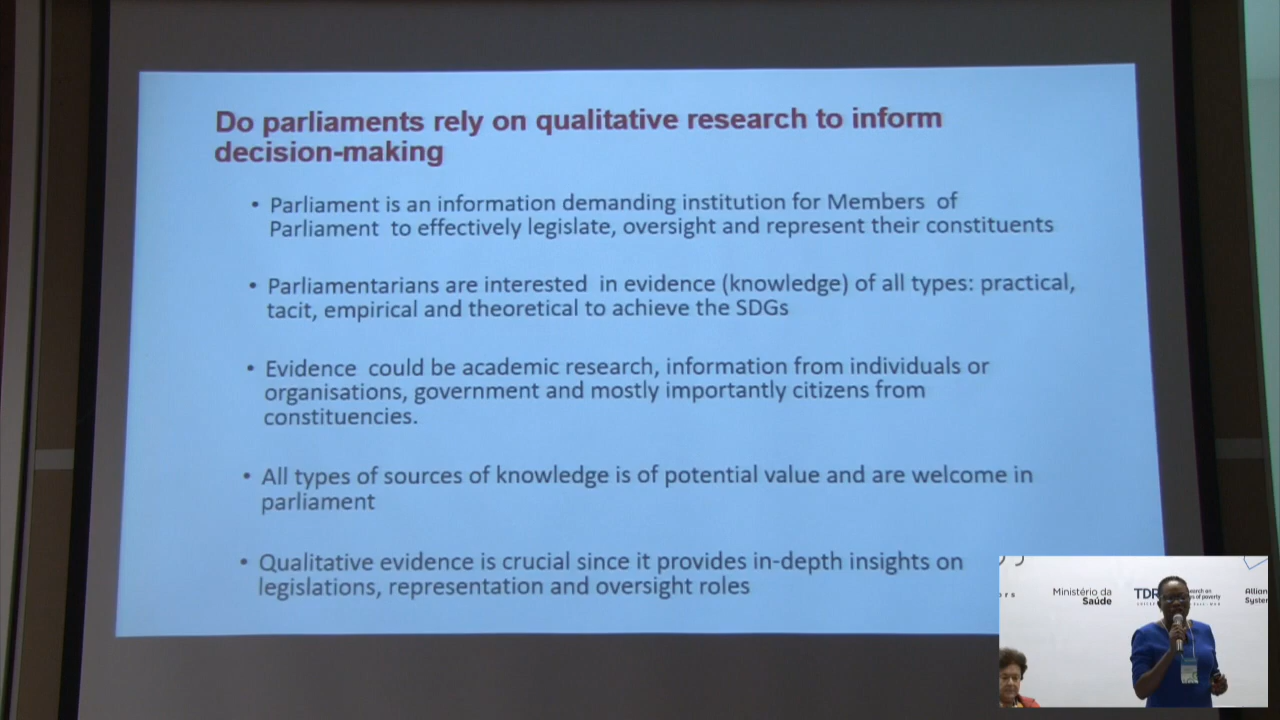 Do parliaments rely on qualitative research to inform
decision-making
• Parliament is an information demanding institution for Members of
Parliament to effectively legislate, oversight and represent their constituents
• Parliamentarians are interested in evidence (knowledge) of all types: practical,
tacit, empirical and theoretical to achieve the SDGs
• Evidence could be academic research, information from individuals or
organisations, government and mostly importantly citizens from
constituencies.
• All types of sources of knowledge is of potential value and are welcome in
parliament
• Qualitative evidence is crucial since it provides in-depth insights on
legislations, representation and oversight roles
Ministério da
Saúde
TDR
of poverty